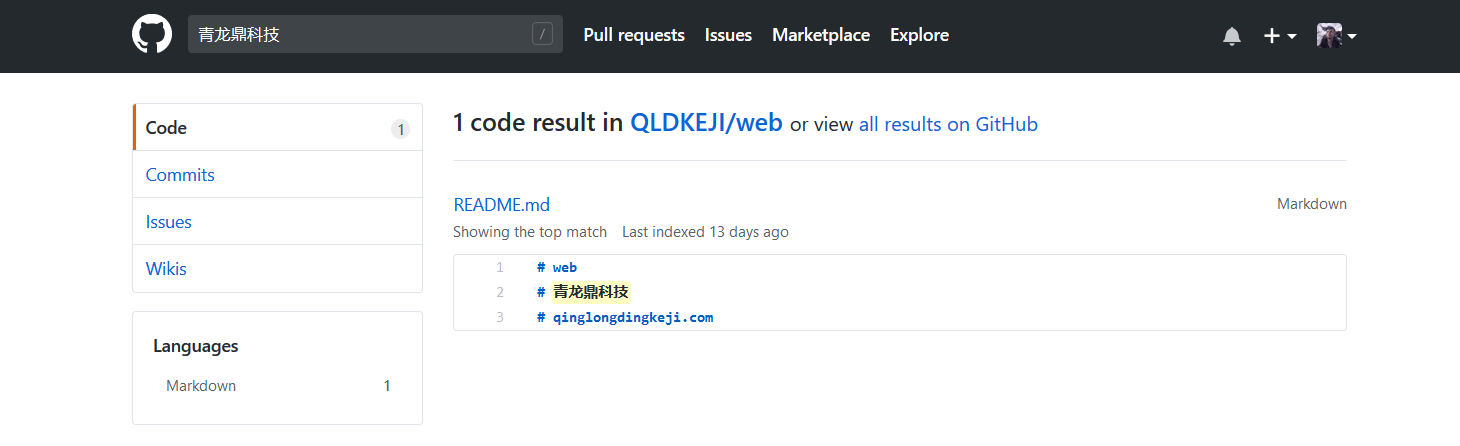 青龙鼎科技 / Pull requests Issues Marketplace Explore
Code 1
Commits
Issues
Wikis
Languages
Markdown 1
1 code result in QLDKEJI/web or view all results on GitHub
README.md Markdown
Showing the top match Last indexed 13 days ago
1 # web
2 # 青龙鼎科技
3 # qinglongdingkeji.com